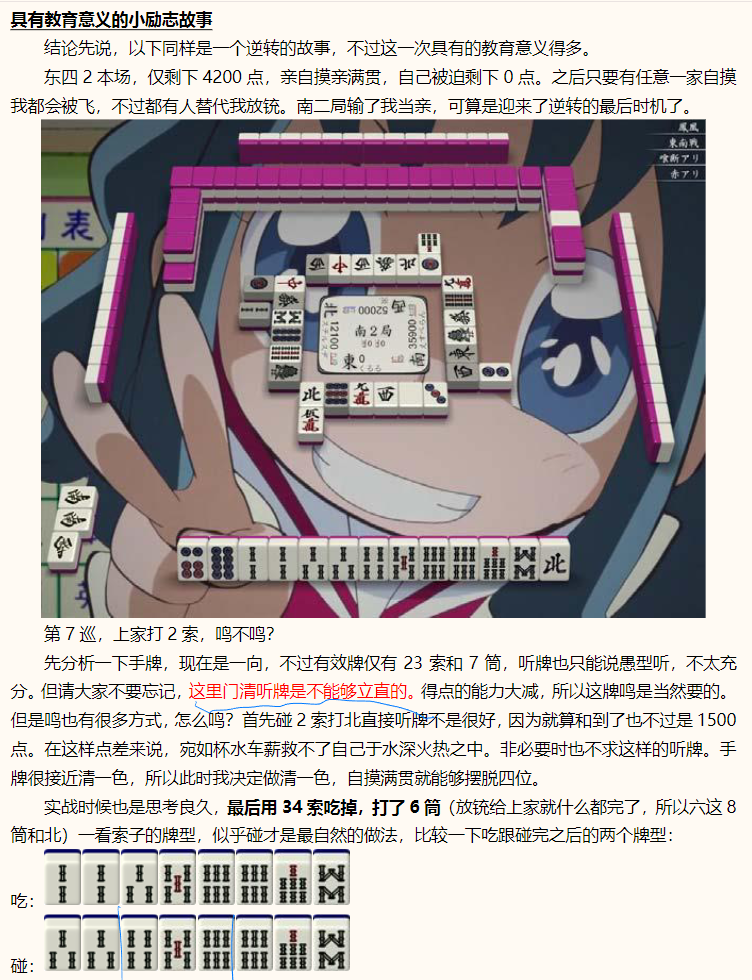 具有教育意义的小励志故事
结论先说，以下同样是一个逆转的故事，不过这一次具有的教育意义得多。
东四 2 本场，仅剩下 4200 点，亲自摸亲满贯，自己被迫剩下 0 点。之后只要有任意一家自摸
我都会被飞，不过都有人替代我放铳。南二局输了我当亲，可算是迎来了逆转的最后时机了。
鳳凰
東南戦
喰断アリ
赤アリ
表
南2局
東 0
南 35900
西 52000
北 12100
第 7 巡，上家打 2 索，鸣不鸣？
先分析一下手牌，现在是一向，不过有效牌仅有 23 索和 7 筒，听牌也只能说愚型听，不太充
分。但请大家不要忘记，这里门清听牌是不能够立直的。得点的能力大减，所以这牌鸣是当然要的。
但是鸣也有很多方式，怎么鸣？首先碰 2 索打北直接听牌不是很好，因为就算和到了也不过是 1500
点。在这样点差来说，宛如杯水车薪救不了自己于水深火热之中。非必要时也不求这样的听牌。手
牌很接近清一色，所以此时我决定做清一色，自摸满贯就能够摆脱四位。
实战时候也是思考良久，最后用 34 索吃掉，打了 6 筒（放铳给上家就什么都完了，所以六这 8
筒和北）一看索子的牌型，似乎碰才是最自然的做法，比较一下吃跟碰完之后的两个牌型：
吃：
碰：